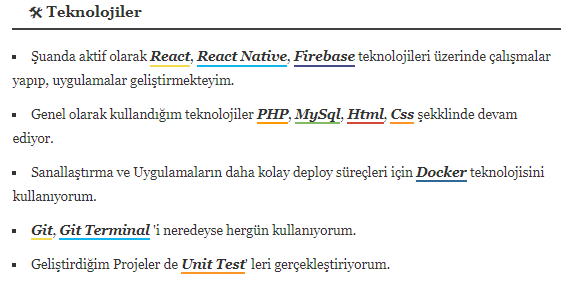 🛠 Teknolojiler
▪ Şuanda aktif olarak React, React Native, Firebase teknolojileri üzerinde çalışmalar
yapıp, uygulamalar geliştirmekteyim.
▪ Genel olarak kullandığım teknolojiler PHP, MySql, Html, Css şekklinde devam
ediyor.
▪ Sanallaştırma ve Uygulamaların daha kolay deploy süreçleri için Docker teknolojisini
kullanıyorum.
▪ Git, Git Terminal 'i neredeyse hergün kullanıyorum.
▪ Geliştirdiğim Projeler de Unit Test' leri gerçekleştiriyorum.